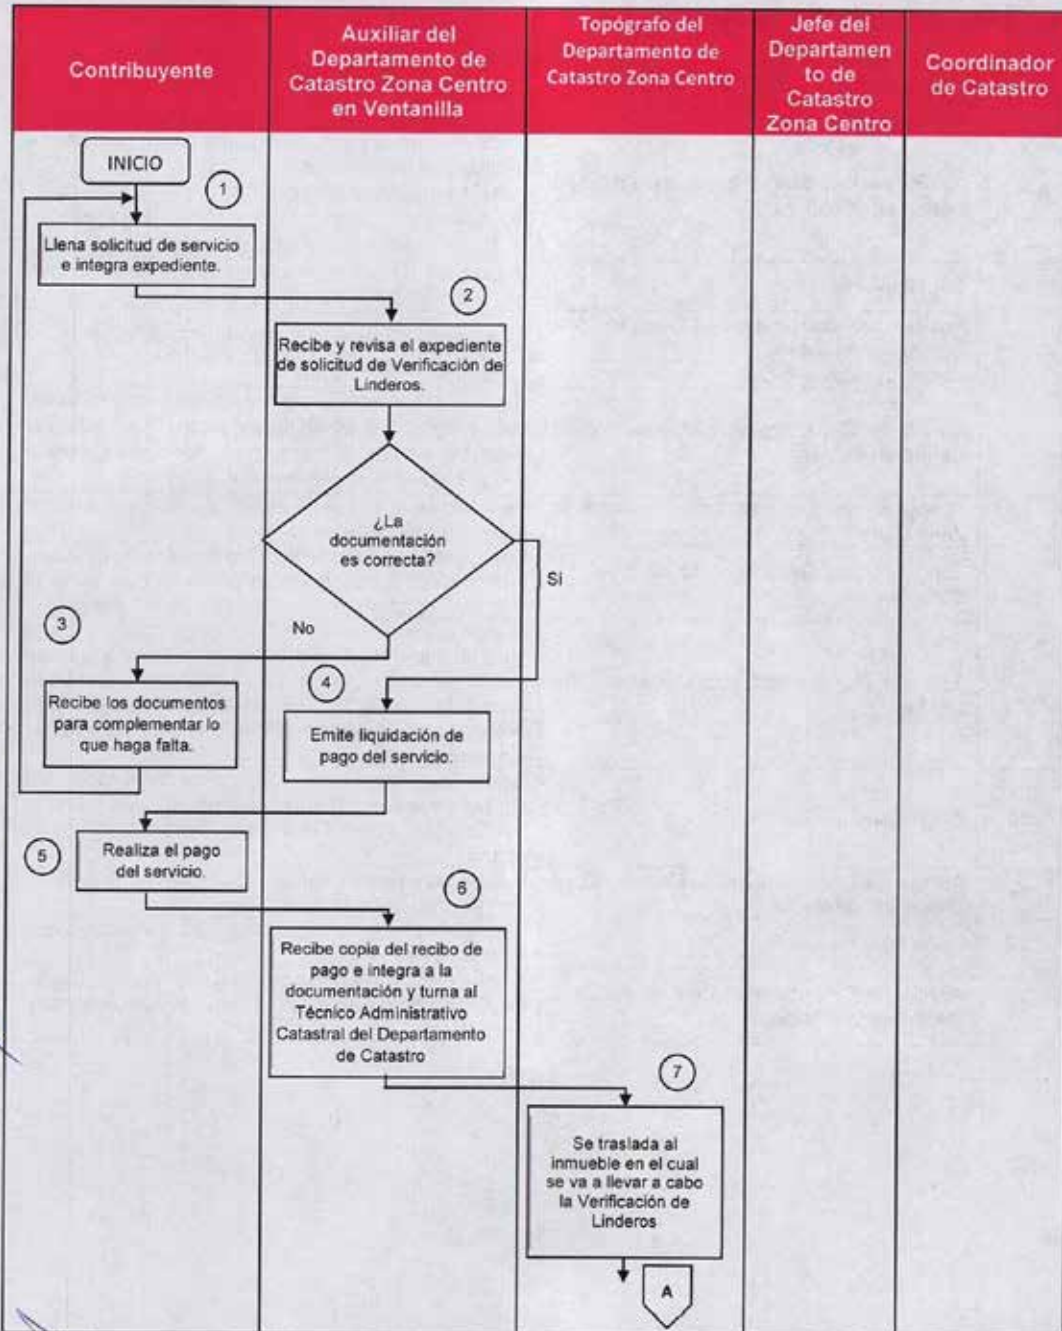 Contribuyente
Auxiliar del
Departamento de
Catastro Zona Centro
en Ventanilla
Topógrafo del
Departamento de
Catastro Zona Centro
Jefe del
Departamen
to de
Catastro
Zona Centro
Coordinador
de Catastro
INICIO
1
Llena solicitud de servicio
e integra expediente.
2
Recibe y revisa el expediente
de solicitud de Verificación de
Linderos.
¿La
documentación
es correcta?
Si
No
3
Recibe los documentos
para complementar lo
que haga falta.
4
Emite liquidación de
pago del servicio.
5
Realiza el pago
del servicio.
6
Recibe copia del recibo de
pago e integra a la
documentación y turna al
Técnico Administrativo
Catastral del Departamento
de Catastro
7
Se traslada al
inmueble en el cual
se va a llevar a cabo
la Verificación de
Linderos
A